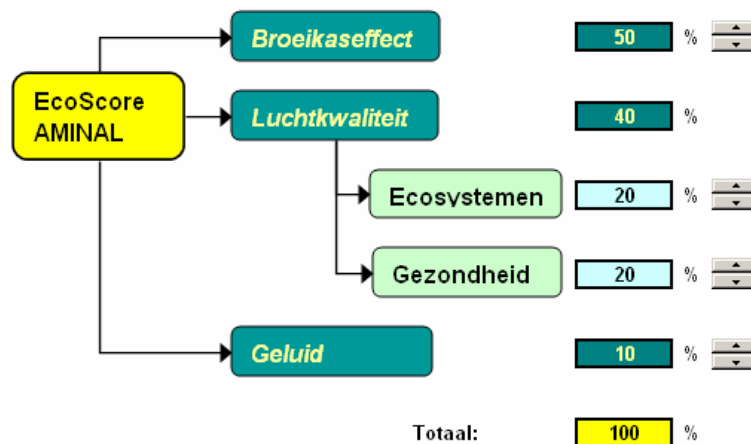 Broeikaseffect 50 %
EcoScore
AMINAL
Luchtkwaliteit 40 %
Ecosystemen 20 %
Gezondheid 20 %
Geluid 10 %
Totaal: 100 %